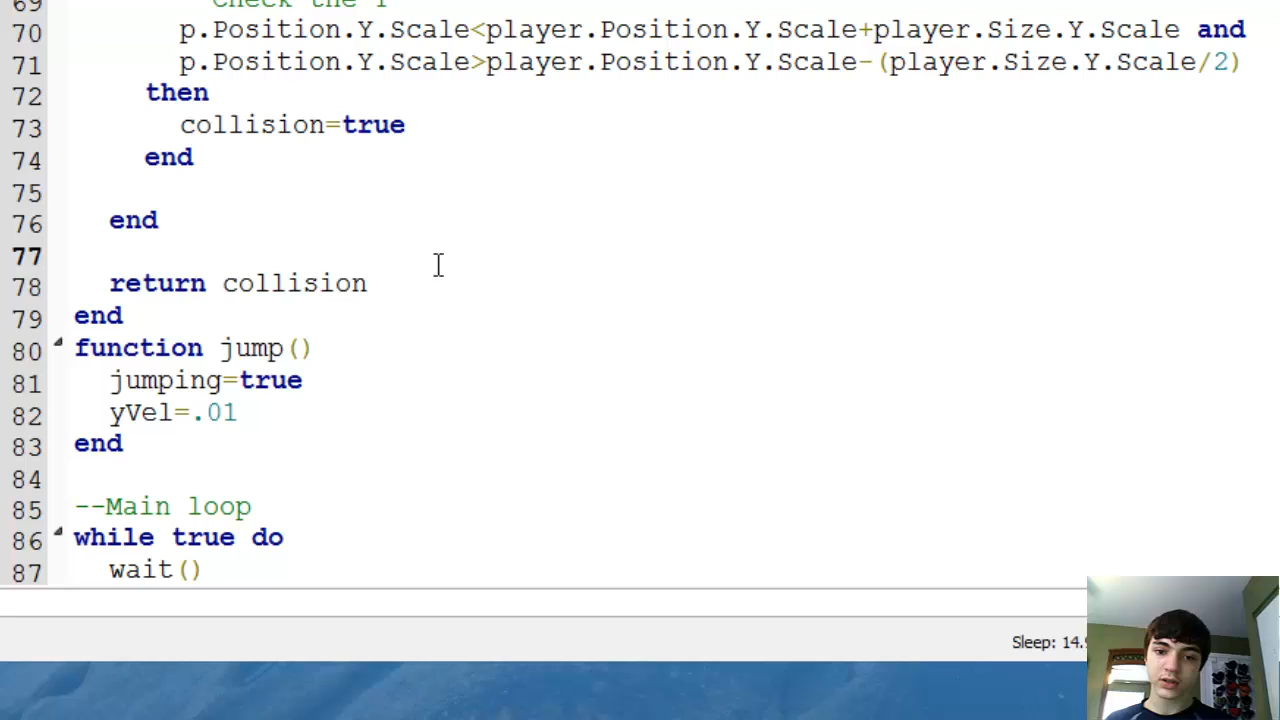 69 --Check the Y
70 p.Position.Y.Scale<player.Position.Y.Scale+player.Size.Y.Scale and
71 p.Position.Y.Scale>player.Position.Y.Scale-(player.Size.Y.Scale/2)
72 then
73 collision=true
74 end
75
76 end
77
78 return collision
79 end
80 function jump()
81 jumping=true
82 yVel=.01
83 end
84
85 --Main loop
86 while true do
87 wait()
Sleep: 14.